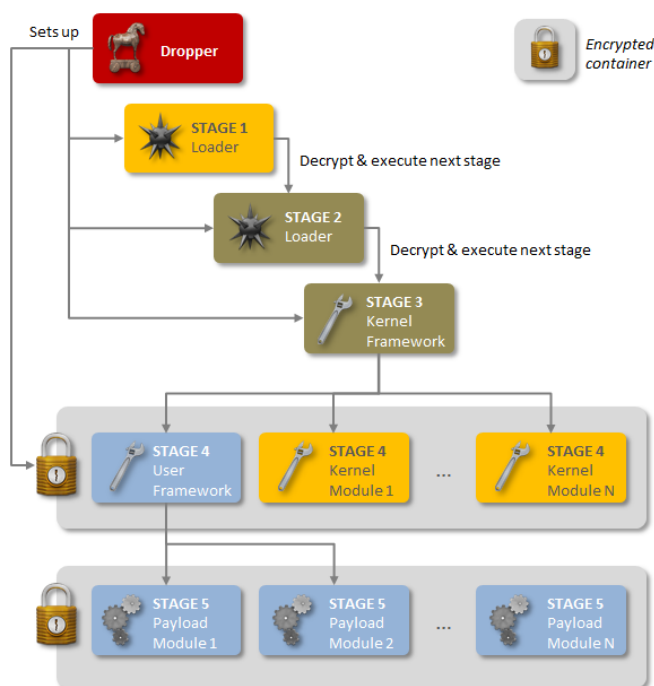 Sets up
Dropper
Encrypted
container
STAGE 1
Loader
Decrypt & execute next stage
STAGE 2
Loader
Decrypt & execute next stage
STAGE 3
Kernel
Framework
STAGE 4
User
Framework
STAGE 4
Kernel
Module 1
...
STAGE 4
Kernel
Module N
STAGE 5
Payload
Module 1
STAGE 5
Payload
Module 2
...
STAGE 5
Payload
Module N